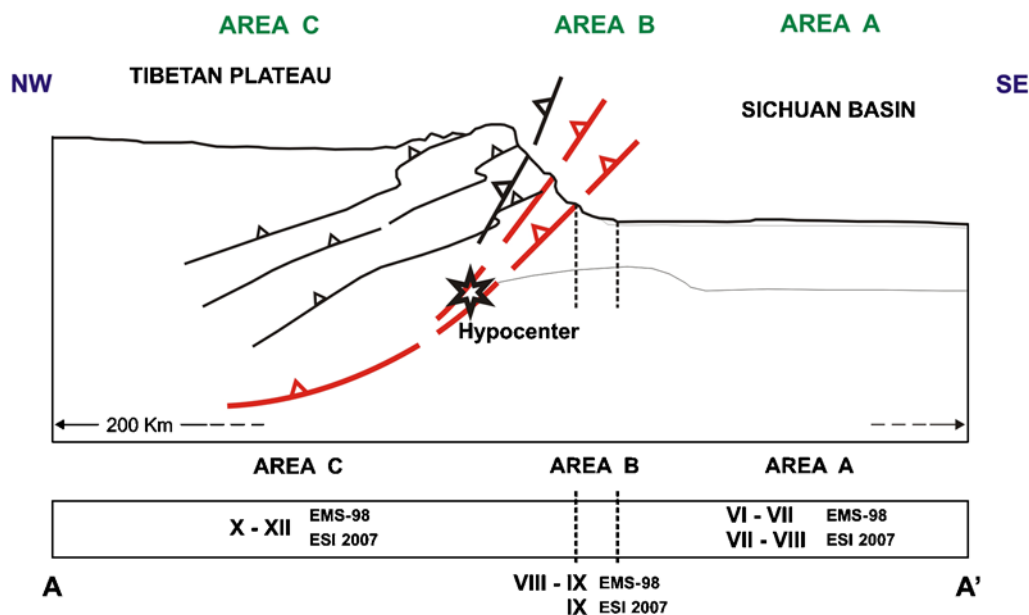 AREA C AREA B AREA A
NW TIBETAN PLATEAU SICHUAN BASIN SE
Hypocenter
200 Km
AREA C AREA B AREA A
X - XII EMS-98 VI - VII EMS-98
ESI 2007 VII - VIII ESI 2007
A VIII - IX EMS-98 A'
IX ESI 2007